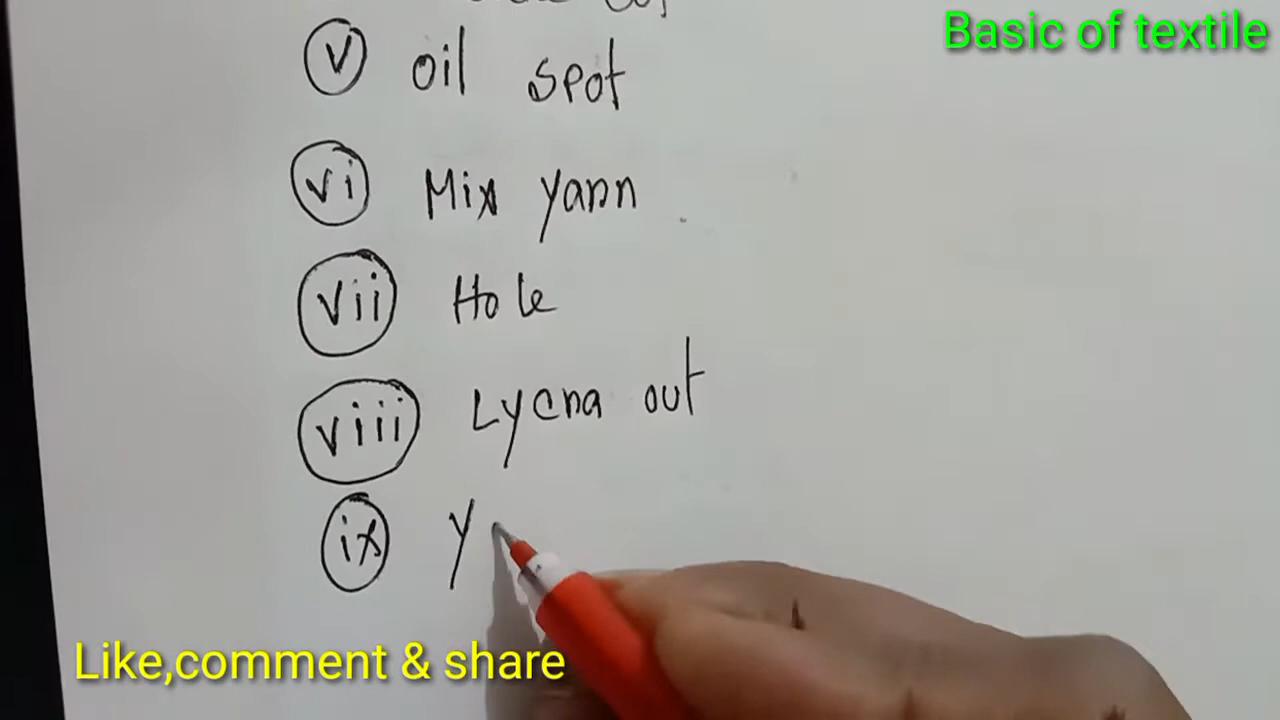 Basic of textile
v oil spot
vi Mix yarn
vii Hole
viii Lycra out
ix Y
Like,comment & share